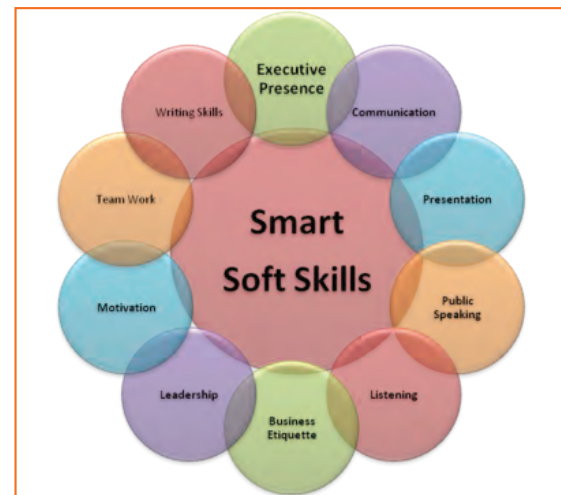 Executive
Presence
Communication
Presentation
Public
Speaking
Listening
Business
Etiquette
Leadership
Motivation
Team Work
Writing Skills
Smart
Soft Skills